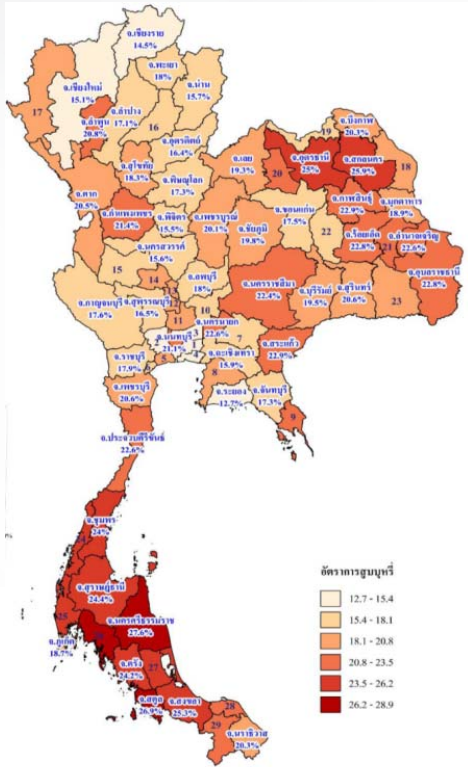 จ.เชียงราย
14.5%
จ.พะเยา
18%
จ.เชียงใหม่
15.1%
จ.น่าน
15.7%
17
จ.ลำปาง
17.1%
จ.ลำพูน
20.8%
16
จ.อุตรดิตถ์
16.4%
จ.บึงกาฬ
20.3%
19
จ.สุโขทัย
18.3%
จ.เลย
19.3%
20
จ.อุดรธานี
25%
จ.สกลนคร
25.9%
18
จ.ตาก
20.5%
จ.พิษณุโลก
17.3%
จ.กำแพงเพชร
21.4%
จ.พิจิตร
15.5%
จ.เพชรบูรณ์
20.1%
จ.ขอนแก่น
17.5%
จ.กาฬสินธุ์
22.9%
จ.มุกดาหาร
18.9%
จ.ชัยภูมิ
19.8%
22
จ.ร้อยเอ็ด
22.8%
21
จ.อำนาจเจริญ
22.6%
จ.นครสวรรค์
15.6%
15
จ.อุบลราชธานี
22.8%
14
จ.ลพบุรี
18%
จ.นครราชสีมา
22.4%
จ.บุรีรัมย์
19.5%
จ.สุรินทร์
20.6%
23
จ.กาญจนบุรี
17.6%
จ.สุพรรณบุรี
16.5%
13
12
11
10
จ.นครนายก
22.6%
7
จ.นนทบุรี
21.1%
2
3
1
4
5
6
จ.สระแก้ว
22.9%
จ.ฉะเชิงเทรา
15.9%
จ.ราชบุรี
17.9%
8
จ.เพชรบุรี
20.6%
จ.ระยอง
12.7%
จ.จันทบุรี
17.3%
9
จ.ประจวบคีรีขันธ์
22.6%
จ.ชุมพร
24%
24
จ.สุราษฎ์ธานี
24.4%
25
จ.นครศรีธรรมราช
27.6%
จ.ภูเก็ต
18.7%
จ.ตรัง
24.2%
27
จ.สตูล
26.9%
จ.สงขลา
25.3%
28
29
จ.นราธิวาส
20.3%
อัตราการสูบบุหรี่
12.7 - 15.4
15.4 - 18.1
18.1 - 20.8
20.8 - 23.5
23.5 - 26.2
26.2 - 28.9